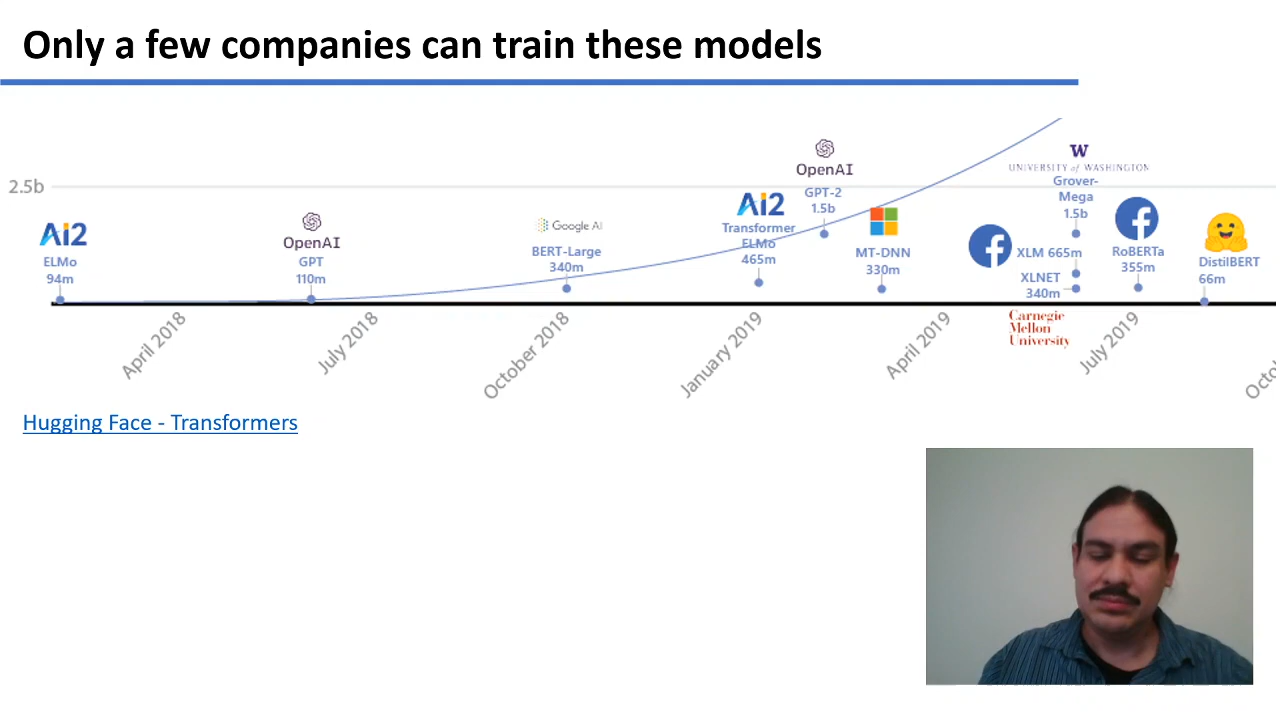 Only a few companies can train these models
2.5b
Ai2
ELMo
94m
OpenAI
GPT
110m
Google AI
BERT-Large
340m
Ai2
Transformer
ELMo
465m
OpenAI
GPT-2
1.5b
MT-DNN
330m
W
UNIVERSITY of WASHINGTON
Grover-
Mega
1.5b
XLM 665m
XLNET
340m
Carnegie
Mellon
University
RoBERTa
355m
DistilBERT
66m
April 2018
July 2018
October 2018
January 2019
April 2019
July 2019
Octo
Hugging Face - Transformers